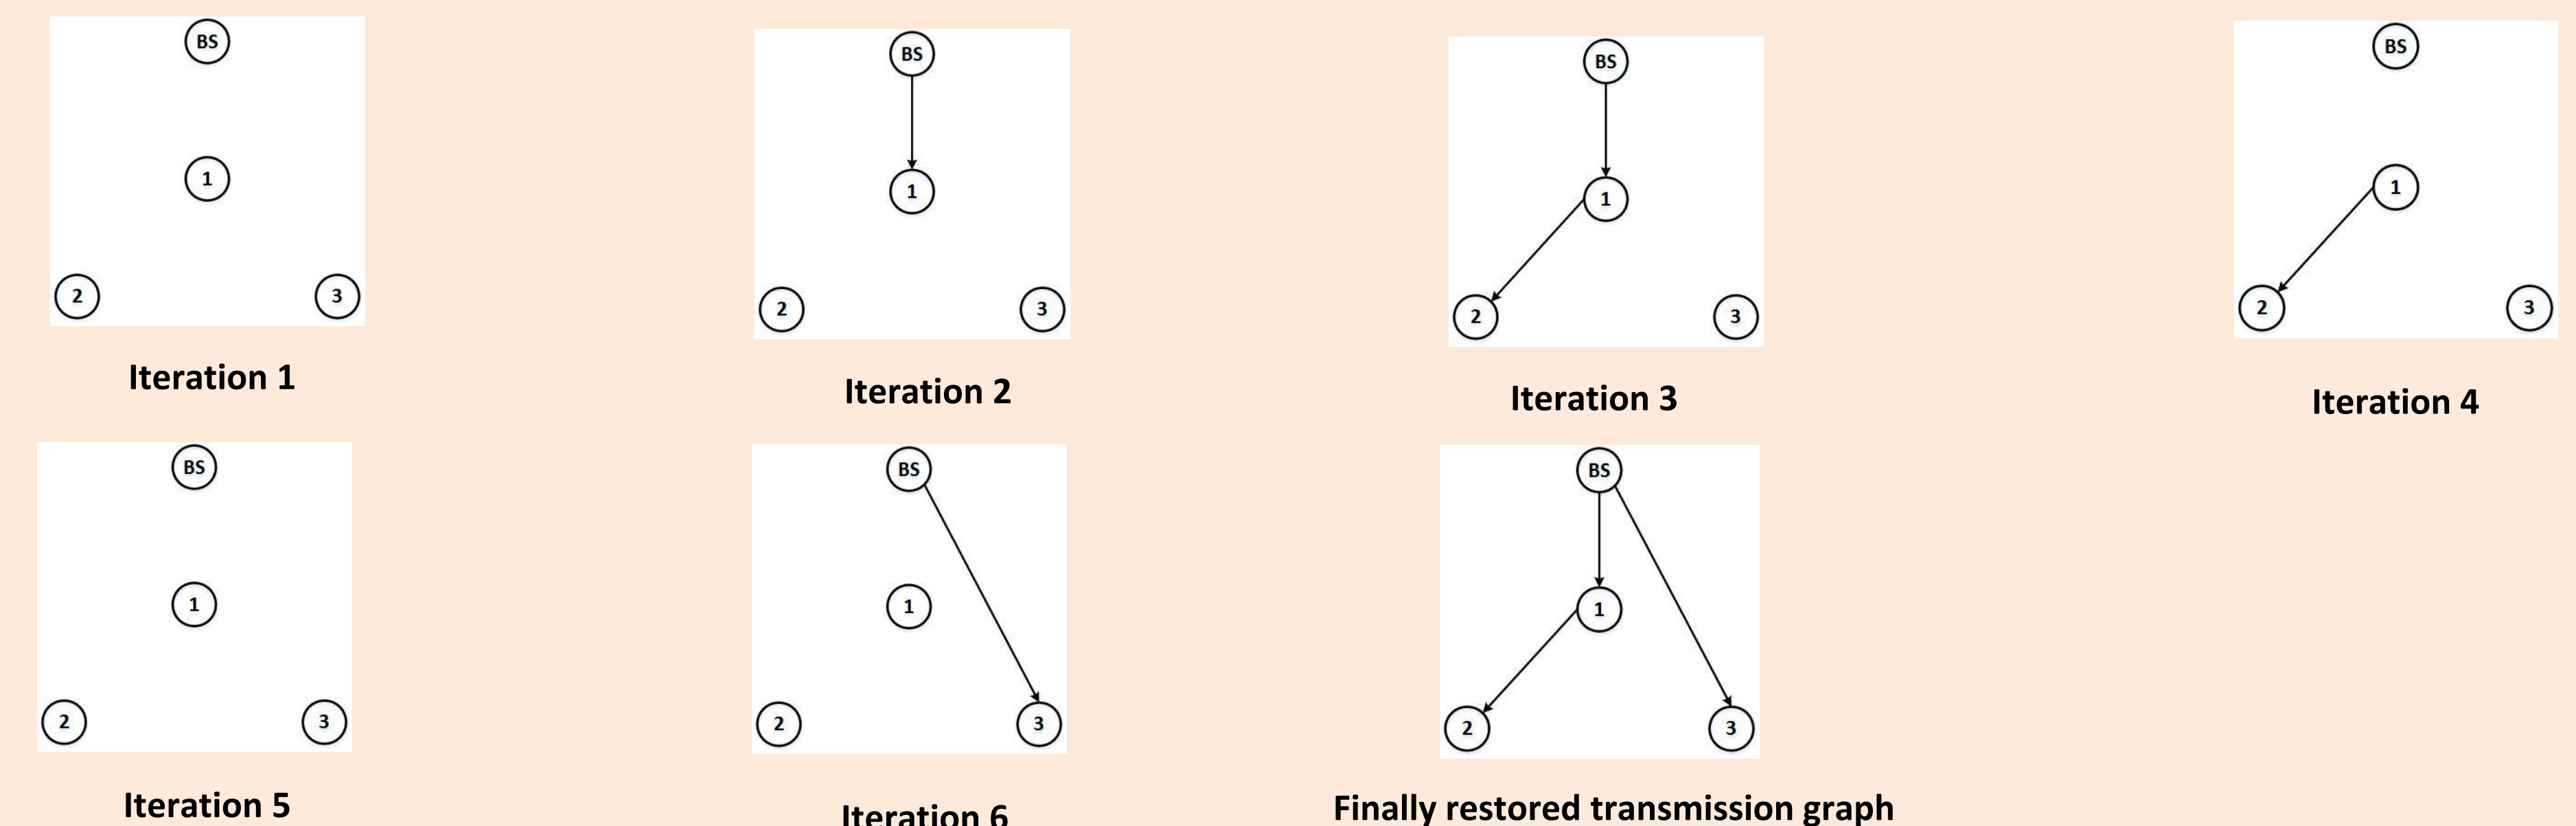 BS
1
2 3
Iteration 1
BS
1
2 3
Iteration 2
BS
1
2 3
Iteration 3
BS
1
2 3
Iteration 4
BS
1
2 3
Iteration 5
BS
1
2 3
Iteration 6
BS
1
2 3
Finally restored transmission graph